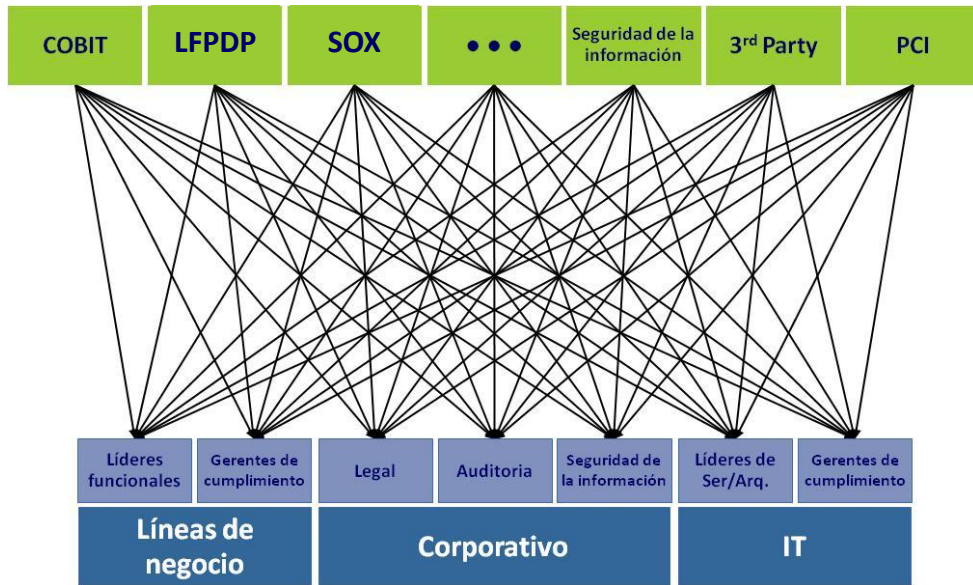 COBIT
LFPDP
SOX
•••
Seguridad de la
información
3rd Party
PCI
Líderes
funcionales
Gerentes de
cumplimiento
Legal
Auditoria
Seguridad de
la información
Líderes de
Ser/Arq.
Gerentes de
cumplimiento
Líneas de
negocio
Corporativo
IT